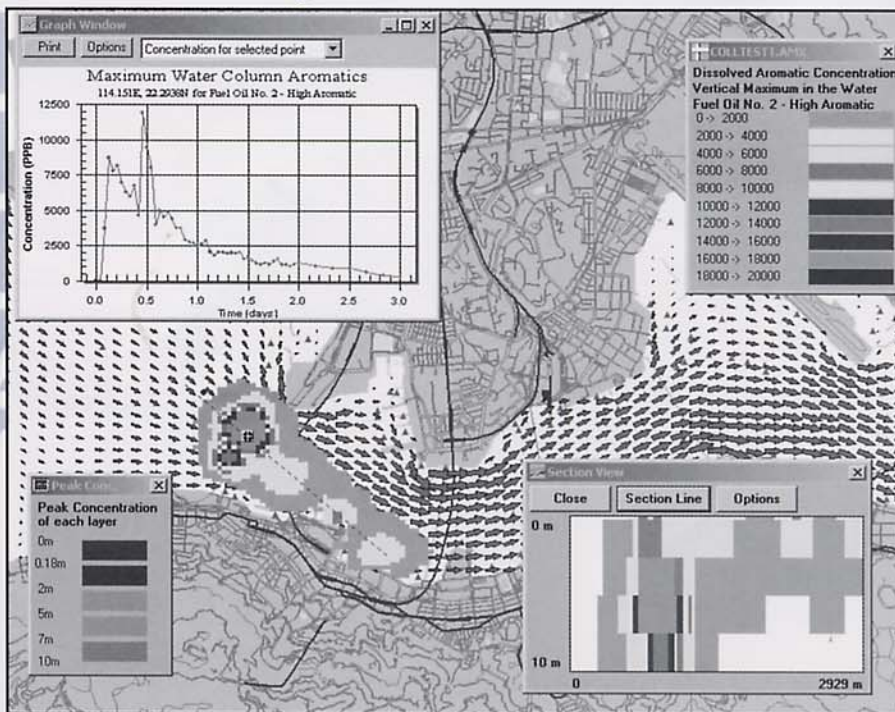 Graph Window
Print Options Concentration for selected point
Maximum Water Column Aromatics
114.151E, 22.2936N for Fuel Oil No. 2 - High Aromatic
Concentration (PPB)
12500
10000
7500
5000
2500
0
0.0 0.5 1.0 1.5 2.0 2.5 3.0
Time (days)
COLLTEST1.AMX
Dissolved Aromatic Concentration
Vertical Maximum in the Water
Fuel Oil No. 2 - High Aromatic
0 -> 2000
2000 -> 4000
4000 -> 6000
6000 -> 8000
8000 -> 10000
10000 -> 12000
12000 -> 14000
14000 -> 16000
16000 -> 18000
18000 -> 20000
Peak Conc...
Peak Concentration
of each layer
0m
0.18m
2m
5m
7m
10m
Section View
Close Section Line Options
0 m
10 m
0 2929 m